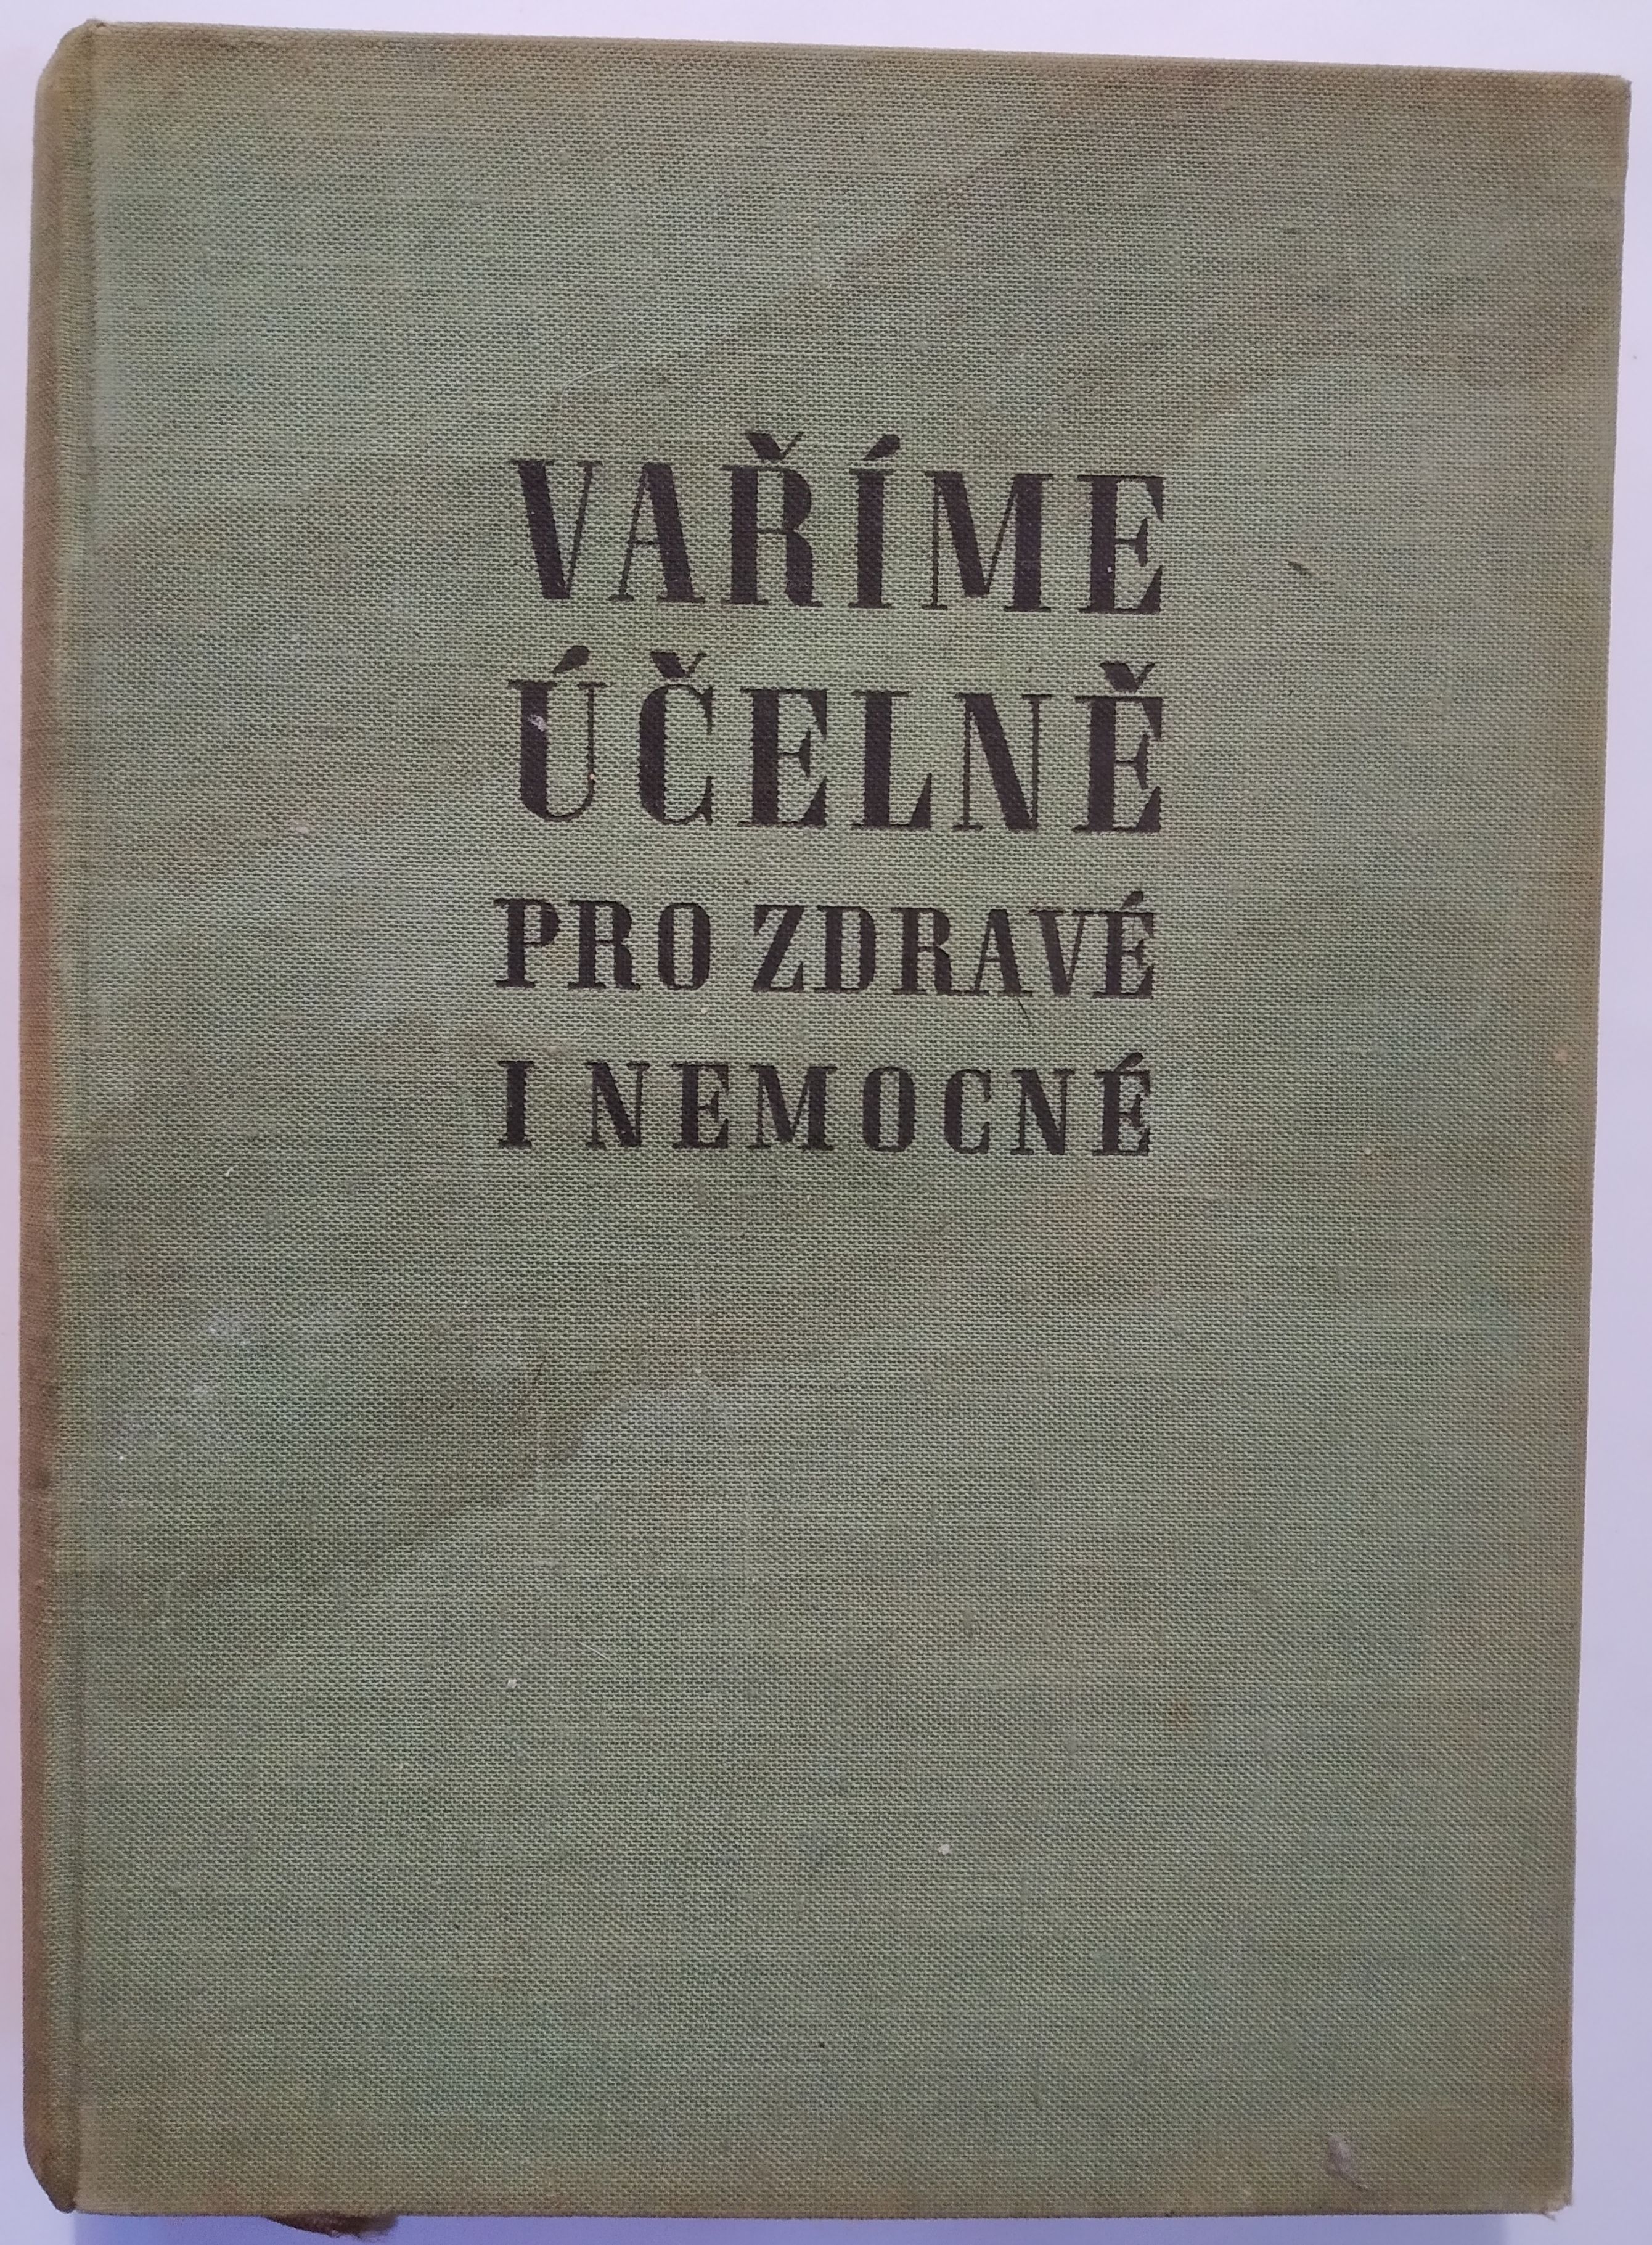 VAŘÍME
ÚČELNĚ
PRO ZDRAVÉ
I NEMOCNÉ